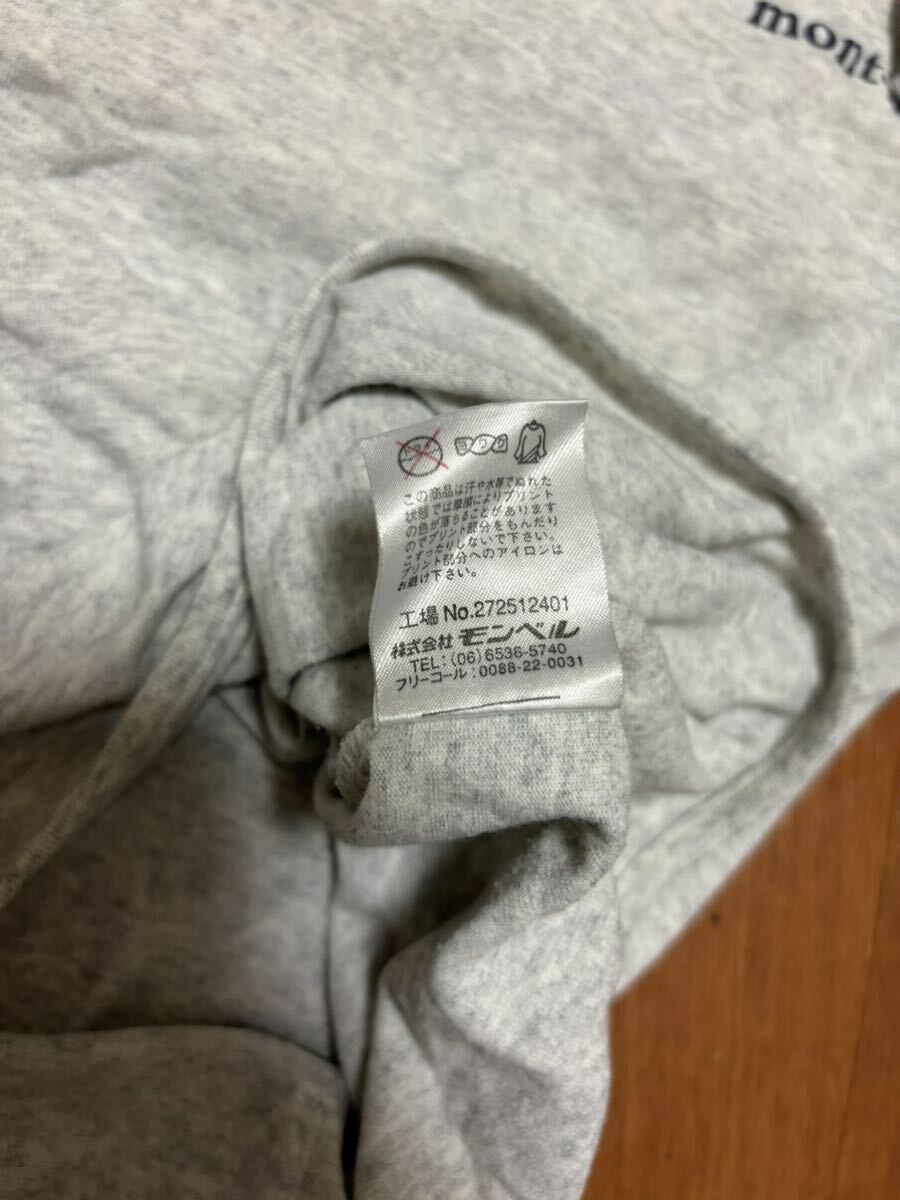 mont-
この商品は汗や水等でぬれた
状態では摩擦によりプリント
の色が落ちることがあります
のでプリント部分をもんだり
こすったりしないで下さい。
プリント部分へのアイロンは
お避け下さい。
工場 No.272512401
株式会社 モンベル
TEL:(06)6536-5740
フリーコール:0088-22-0031